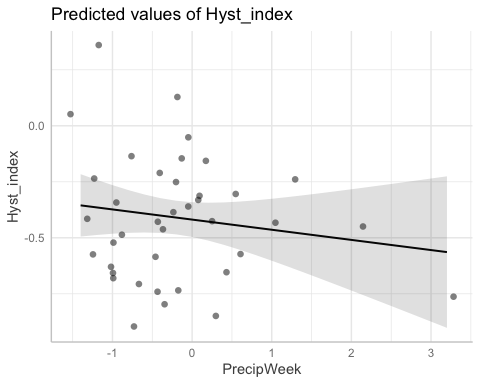 Predicted values of Hyst_index
Hyst_index
0.0
-0.5
-1
0
1
2
3
PrecipWeek